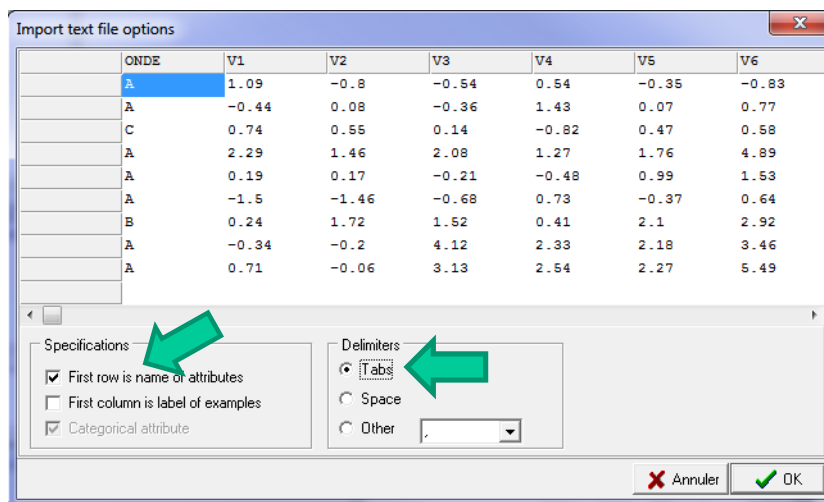 Import text file options
ONDE V1 V2 V3 V4 V5 V6
A 1.09 -0.8 -0.54 0.54 -0.35 -0.83
A -0.44 0.08 -0.36 1.43 0.07 0.77
C 0.74 0.55 0.14 -0.82 0.47 0.58
A 2.29 1.46 2.08 1.27 1.76 4.89
A 0.19 0.17 -0.21 -0.48 0.99 1.53
A -1.5 -1.46 -0.68 0.73 -0.37 0.64
B 0.24 1.72 1.52 0.41 2.1 2.92
A -0.34 -0.2 4.12 2.33 2.18 3.46
A 0.71 -0.06 3.13 2.54 2.27 5.49
Specifications
First row is name of attributes
First column is label of examples
Categorical attribute
Delimiters
Tabs
Space
Other ,
Annuler OK